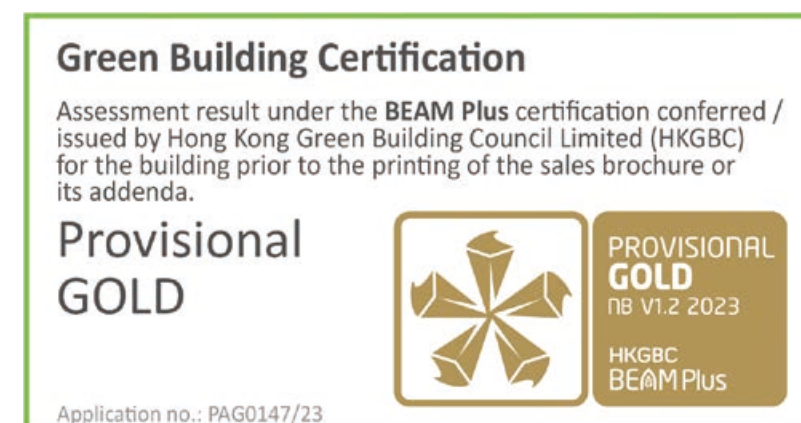 Green Building Certification
Assessment result under the BEAM Plus certification conferred /
issued by Hong Kong Green Building Council Limited (HKGBC)
for the building prior to the printing of the sales brochure or
its addenda.
Provisional
GOLD
PROVISIONAL
GOLD
NB V1.2 2023
HKGBC
BEAM Plus
Application no.: PAG0147/23